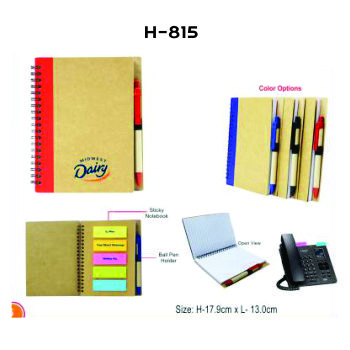 H-815
MIDWEST
Dairy
Color Options
Sticky
Notebook
Ball Pen
Holder
Open View
Size: H-17.9cm x L- 13.0cm